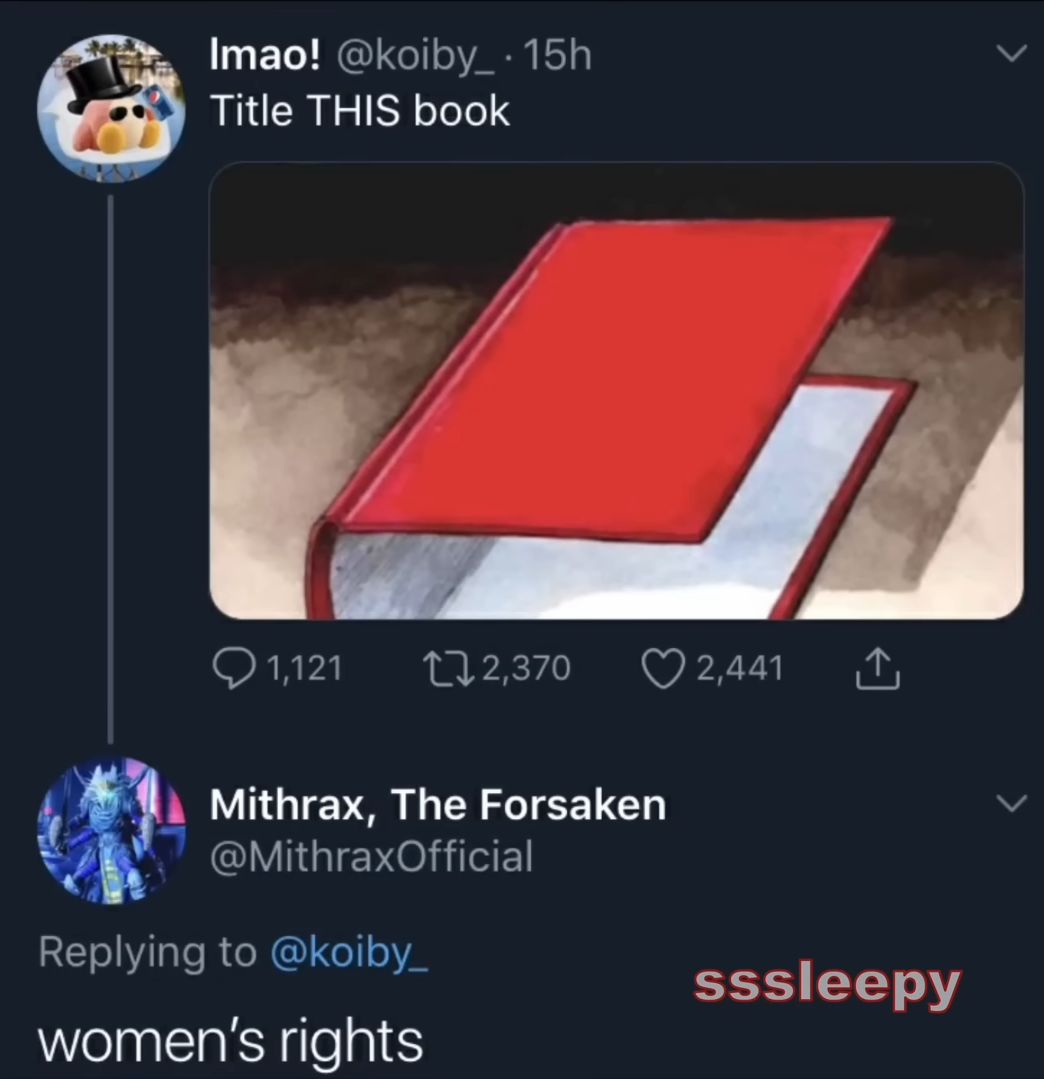 lmao! @koiby_ · 15h
Title THIS book
1,121 2,370 2,441
Mithrax, The Forsaken
@MithraxOfficial
Replying to @koiby_
sssleepy
women's rights